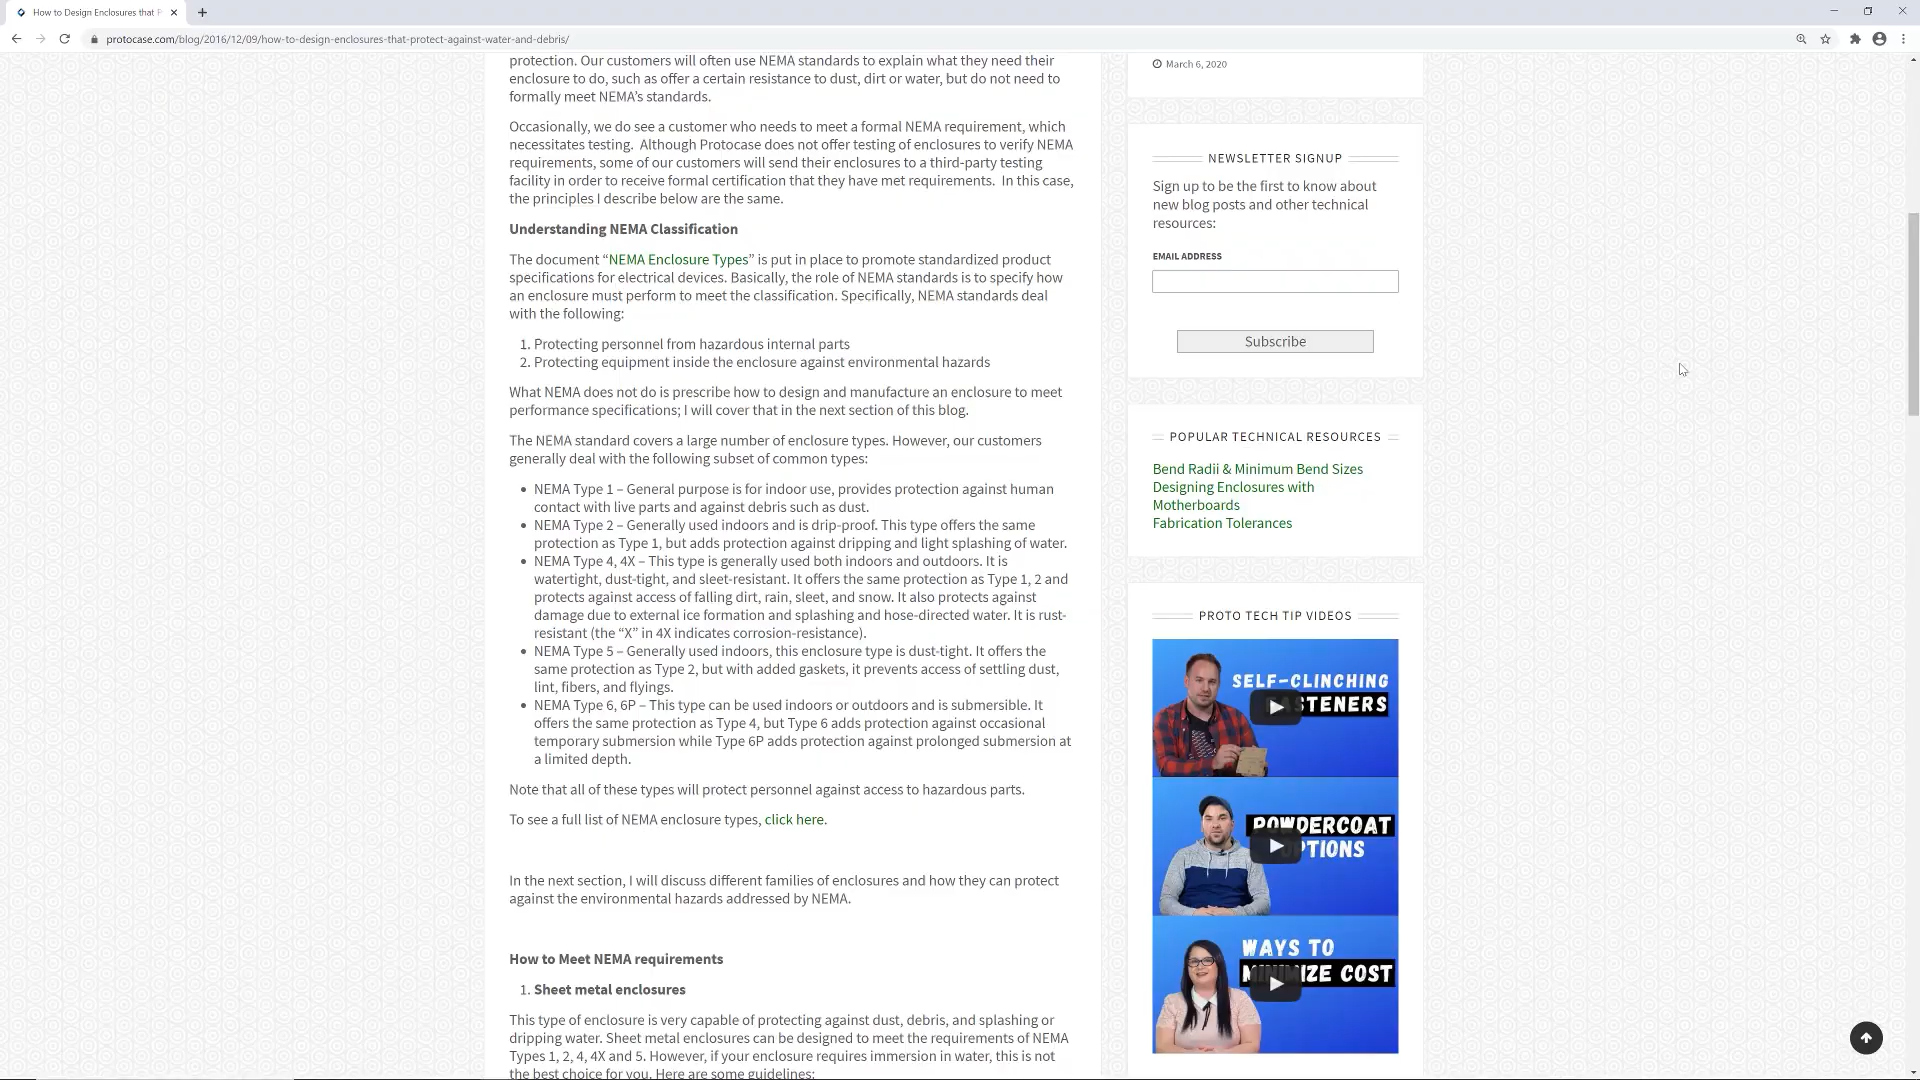 How to Design Enclosures that P
protocase.com/blog/2016/12/09/how-to-design-enclosures-that-protect-against-water-and-debris/
protection. Our customers will often use NEMA standards to explain what they need their
enclosure to do, such as offer a certain resistance to dust, dirt or water, but do not need to
formally meet NEMA's standards.
Occasionally, we do see a customer who needs to meet a formal NEMA requirement, which
necessitates testing.  Although Protocase does not offer testing of enclosures to verify NEMA
requirements, some of our customers will send their enclosures to a third-party testing
facility in order to receive formal certification that they have met requirements.  In this case,
the principles I describe below are the same.
Understanding NEMA Classification
The document “NEMA Enclosure Types” is put in place to promote standardized product
specifications for electrical devices. Basically, the role of NEMA standards is to specify how
an enclosure must perform to meet the classification. Specifically, NEMA standards deal
with the following:
1. Protecting personnel from hazardous internal parts
2. Protecting equipment inside the enclosure against environmental hazards
What NEMA does not do is prescribe how to design and manufacture an enclosure to meet
performance specifications; I will cover that in the next section of this blog.
The NEMA standard covers a large number of enclosure types. However, our customers
generally deal with the following subset of common types:
• NEMA Type 1 – General purpose is for indoor use, provides protection against human
contact with live parts and against debris such as dust.
• NEMA Type 2 – Generally used indoors and is drip-proof. This type offers the same
protection as Type 1, but adds protection against dripping and light splashing of water.
• NEMA Type 4, 4X – This type is generally used both indoors and outdoors. It is
watertight, dust-tight, and sleet-resistant. It offers the same protection as Type 1, 2 and
protects against access of falling dirt, rain, sleet, and snow. It also protects against
damage due to external ice formation and splashing and hose-directed water. It is rust-
resistant (the “X” in 4X indicates corrosion-resistance).
• NEMA Type 5 – Generally used indoors, this enclosure type is dust-tight. It offers the
same protection as Type 2, but with added gaskets, it prevents access of settling dust,
lint, fibers, and flyings.
• NEMA Type 6, 6P – This type can be used indoors or outdoors and is submersible. It
offers the same protection as Type 4, but Type 6 adds protection against occasional
temporary submersion while Type 6P adds protection against prolonged submersion at
a limited depth.
Note that all of these types will protect personnel against access to hazardous parts.
To see a full list of NEMA enclosure types, click here.
In the next section, I will discuss different families of enclosures and how they can protect
against the environmental hazards addressed by NEMA.
How to Meet NEMA requirements
1. Sheet metal enclosures
This type of enclosure is very capable of protecting against dust, debris, and splashing or
dripping water. Sheet metal enclosures can be designed to meet the requirements of NEMA
Types 1, 2, 4, 4X and 5. However, if your enclosure requires immersion in water, this is not
the best choice for you. Here are some guidelines:
March 6, 2020
NEWSLETTER SIGNUP
Sign up to be the first to know about
new blog posts and other technical
resources:
EMAIL ADDRESS
Subscribe
POPULAR TECHNICAL RESOURCES
Bend Radii & Minimum Bend Sizes
Designing Enclosures with
Motherboards
Fabrication Tolerances
PROTO TECH TIP VIDEOS
SELF-CLINCHING
STENERS
POWDERCOAT
PTIONS
WAYS TO
MINIMIZE COST